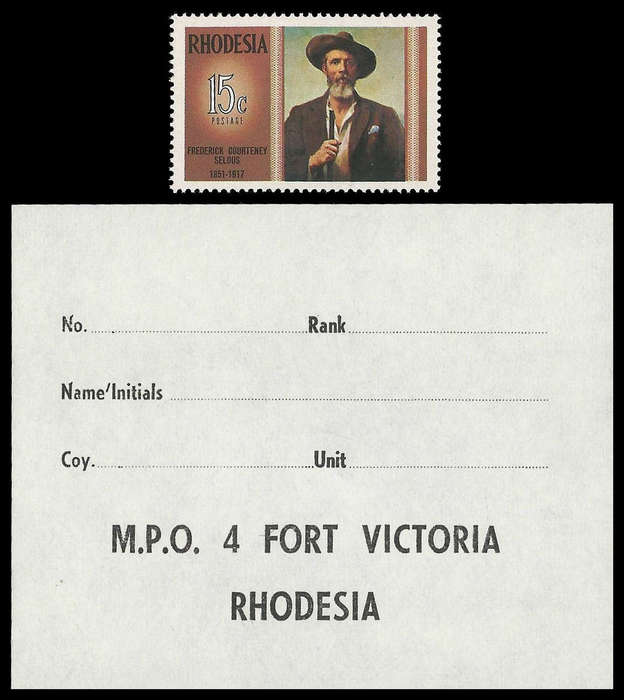 RHODESIA
15c
POSTAGE
FREDERICK COURTENEY
SELOUS
1851-1917
No. Rank
Name/Initials
Coy. Unit
M.P.O. 4 FORT VICTORIA
RHODESIA